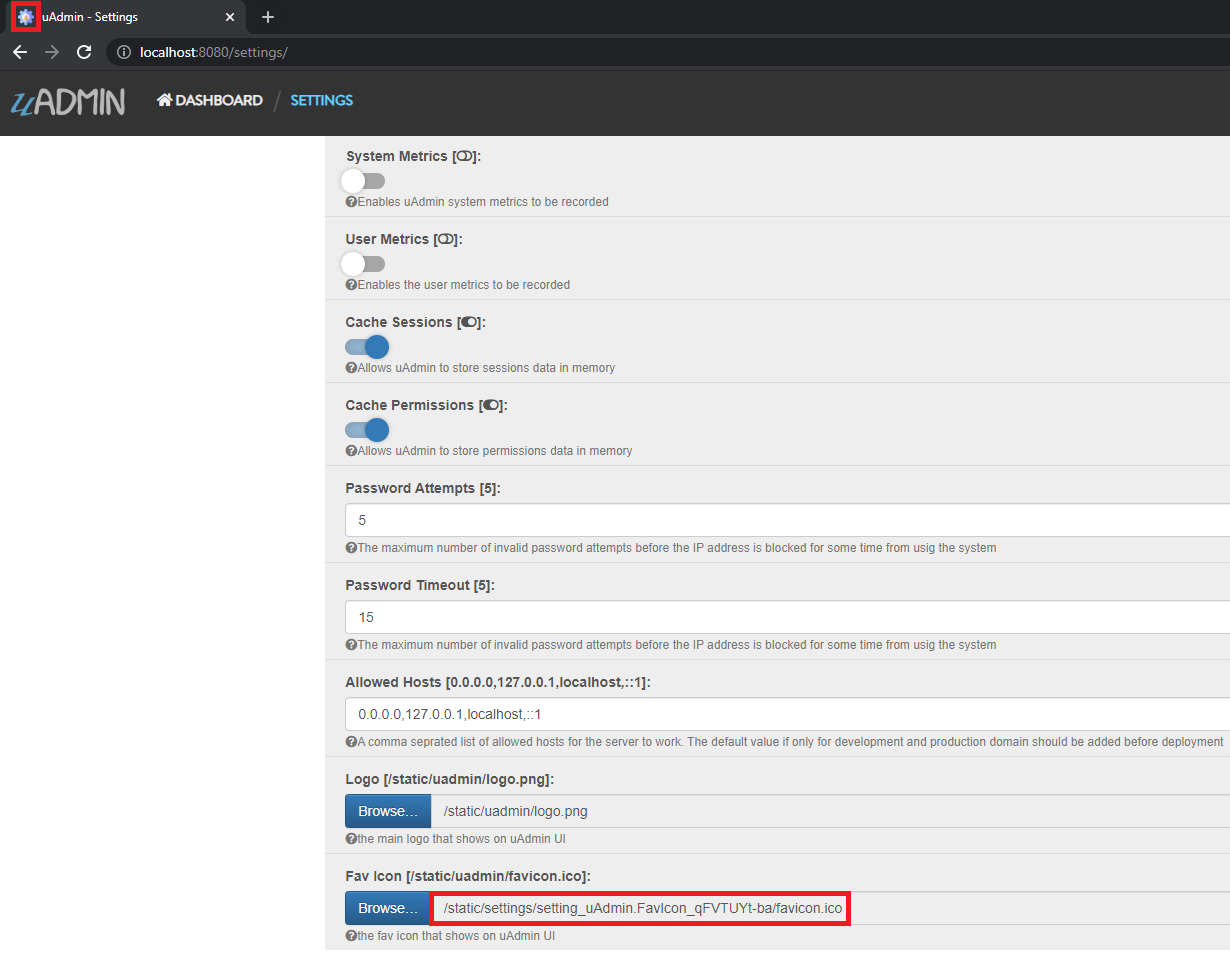 uAdmin - Settings
localhost:8080/settings/
uADMIN DASHBOARD / SETTINGS
System Metrics []:
Enables uAdmin system metrics to be recorded
User Metrics []:
Enables the user metrics to be recorded
Cache Sessions []:
Allows uAdmin to store sessions data in memory
Cache Permissions []:
Allows uAdmin to store permissions data in memory
Password Attempts [5]:
5
The maximum number of invalid password attempts before the IP address is blocked for some time from usig the system
Password Timeout [5]:
15
The maximum number of invalid password attempts before the IP address is blocked for some time from usig the system
Allowed Hosts [0.0.0.0,127.0.0.1,localhost,::1]:
0.0.0.0,127.0.0.1,localhost,::1
A comma seprated list of allowed hosts for the server to work. The default value if only for development and production domain should be added before deployment
Logo [/static/uadmin/logo.png]:
Browse... /static/uadmin/logo.png
the main logo that shows on uAdmin UI
Fav Icon [/static/uadmin/favicon.ico]:
Browse... /static/settings/setting_uAdmin.FavIcon_qFVTUYt-ba/favicon.ico
the fav icon that shows on uAdmin UI